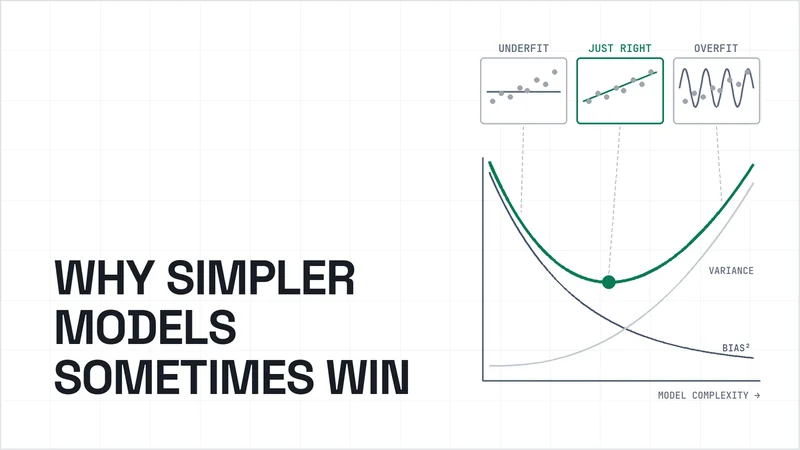 UNDERFIT
JUST RIGHT
OVERFIT
WHY SIMPLER
MODELS
SOMETIMES WIN
VARIANCE
BIAS²
MODEL COMPLEXITY →